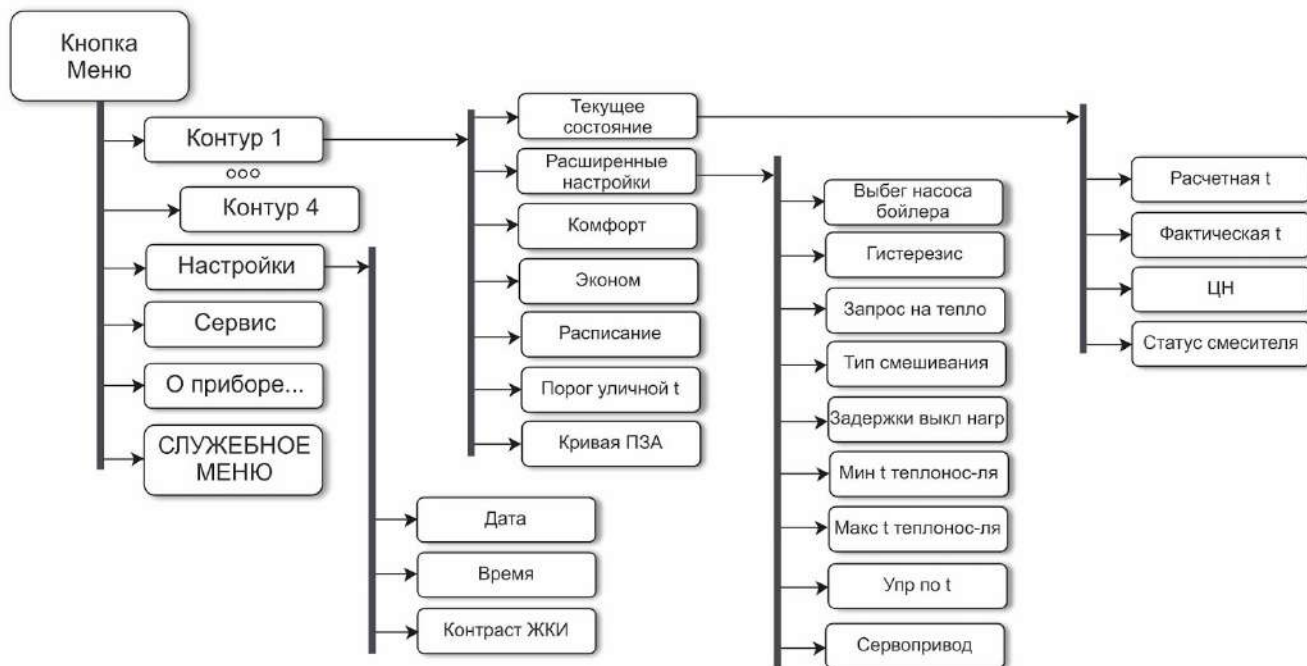 Кнопка
Меню
Контур 1
ооо
Контур 4
Настройки
Сервис
О приборе...
СЛУЖЕБНОЕ
МЕНЮ
Текущее
состояние
Расширенные
настройки
Комфорт
Эконом
Расписание
Порог уличной t
Кривая ПЗА
Дата
Время
Контраст ЖКИ
Выбег насоса
бойлера
Гистерезис
Запрос на тепло
Тип смешивания
Задержки выкл нагр
Мин t теплонос-ля
Макс t теплонос-ля
Упр по t
Сервопривод
Расчетная t
Фактическая t
ЦН
Статус смесителя